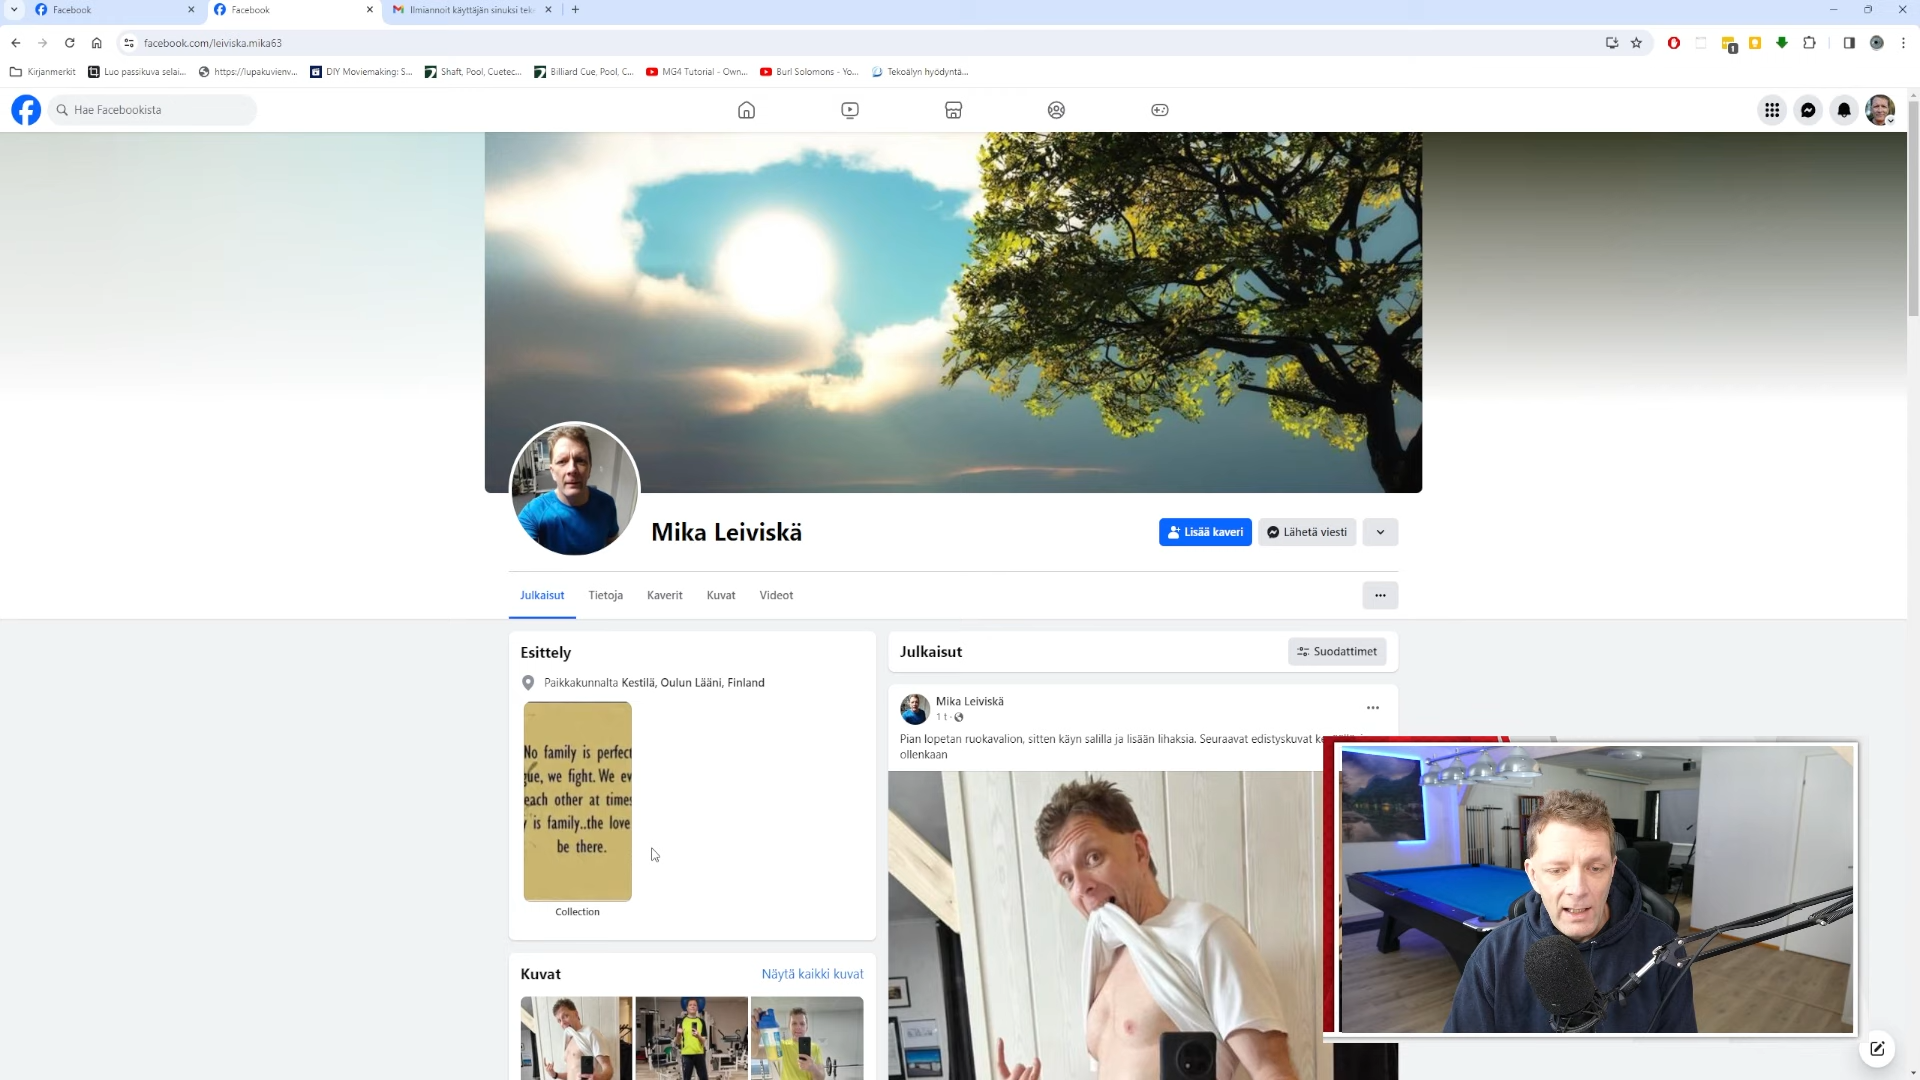 Facebook
Facebook
Ilmiannoit käyttäjän sinuksi tek
facebook.com/leiviska.mika63
Kirjanmerkit
Luo passikuva selai...
https://lupakuvienv...
DIY Moviemaking: S...
Shaft, Pool, Cuetec...
Billiard Cue, Pool, C...
MG4 Tutorial - Own...
Burl Solomons - Yo...
Tekoälyn hyödyntä...
Hae Facebookista
Mika Leiviskä
Lisää kaveri
Lähetä viesti
Julkaisut
Tietoja
Kaverit
Kuvat
Videot
Esittely
Paikkakunnalta Kestilä, Oulun Lääni, Finland
No family is perfect
gue, we fight. We ev
each other at times
y is family..the love
be there.
Collection
Kuvat
Näytä kaikki kuvat
Julkaisut
Suodattimet
Mika Leiviskä
1 t
Pian lopetan ruokavalion, sitten käyn salilla ja lisään lihaksia. Seuraavat edistyskuvat
ollenkaan